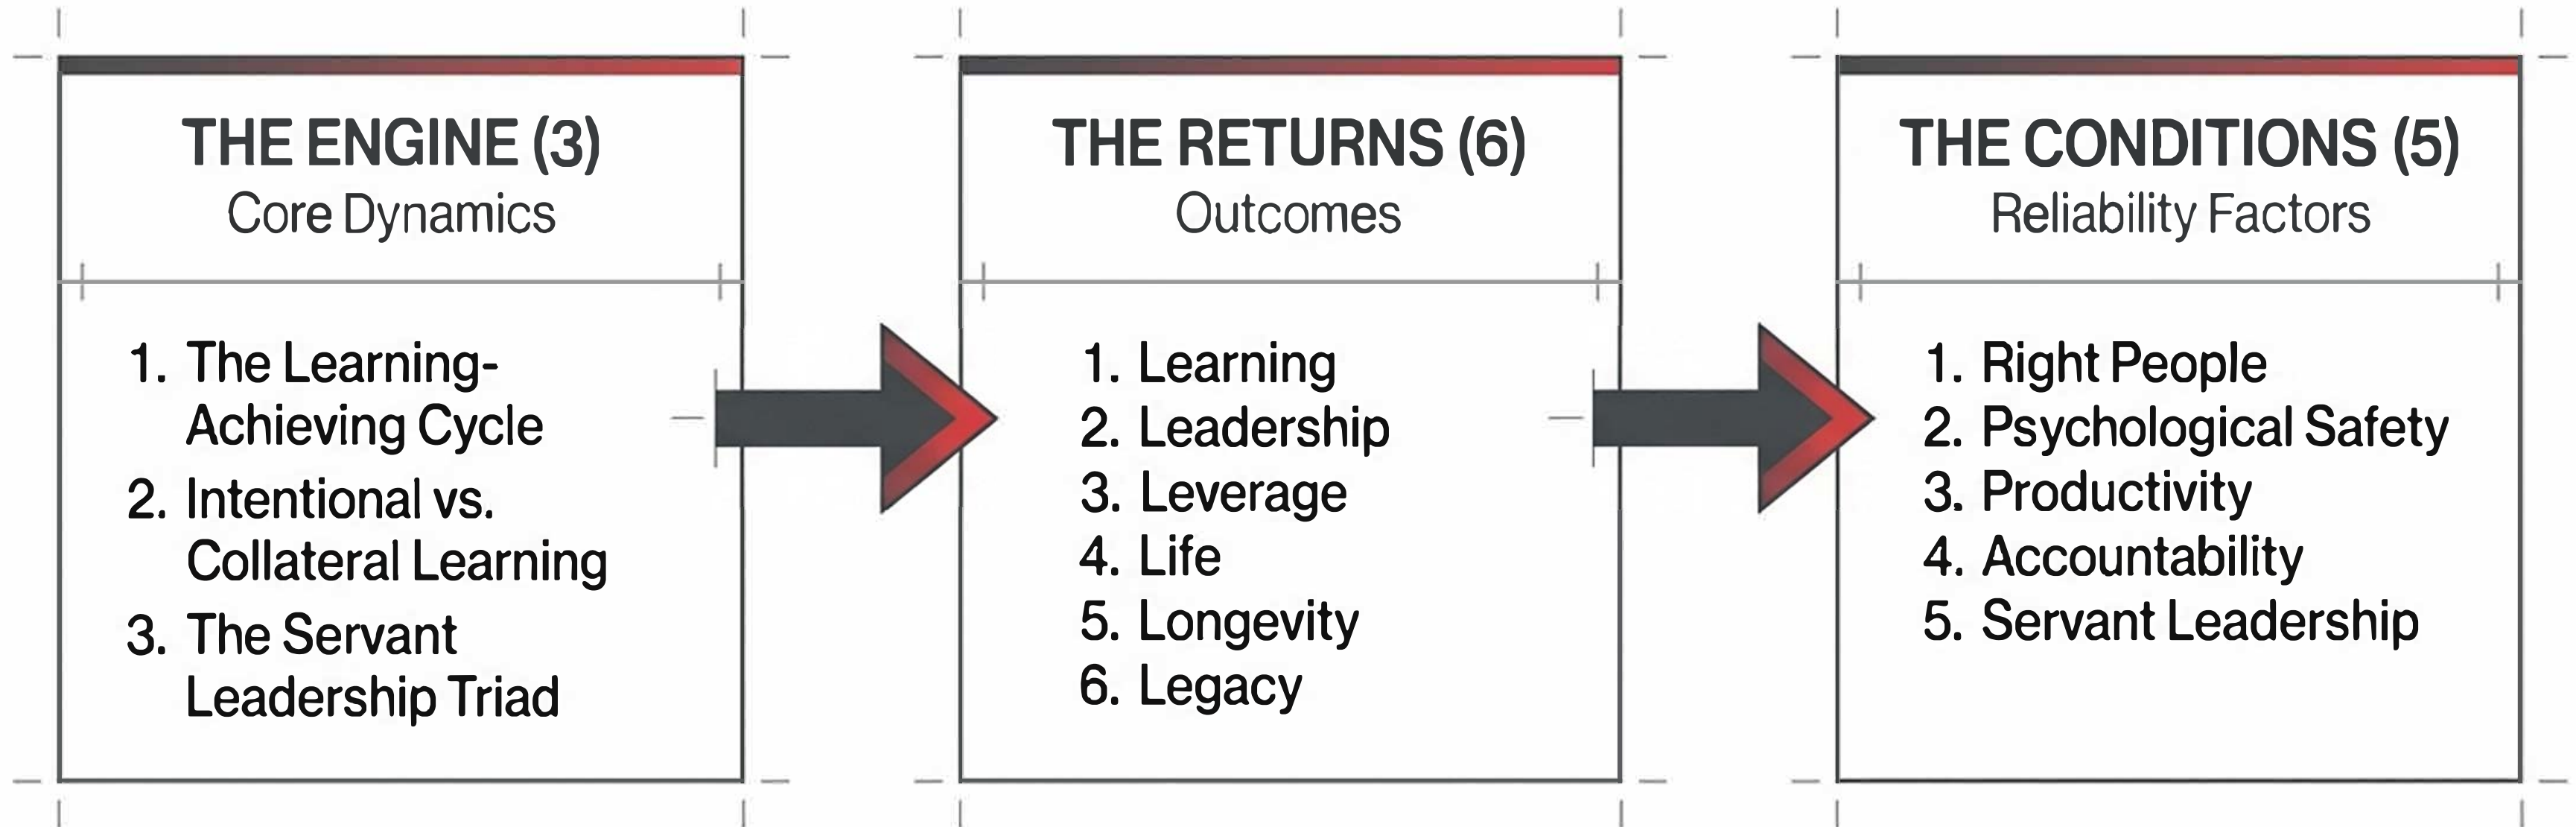 THE ENGINE (3)
Core Dynamics
1. The Learning-
Achieving Cycle
2. Intentional vs.
Collateral Learning
3. The Servant
Leadership Triad
THE RETURNS (6)
Outcomes
1. Learning
2. Leadership
3. Leverage
4. Life
5. Longevity
6. Legacy
THE CONDITIONS (5)
Reliability Factors
1. Right People
2. Psychological Safety
3. Productivity
4. Accountability
5. Servant Leadership